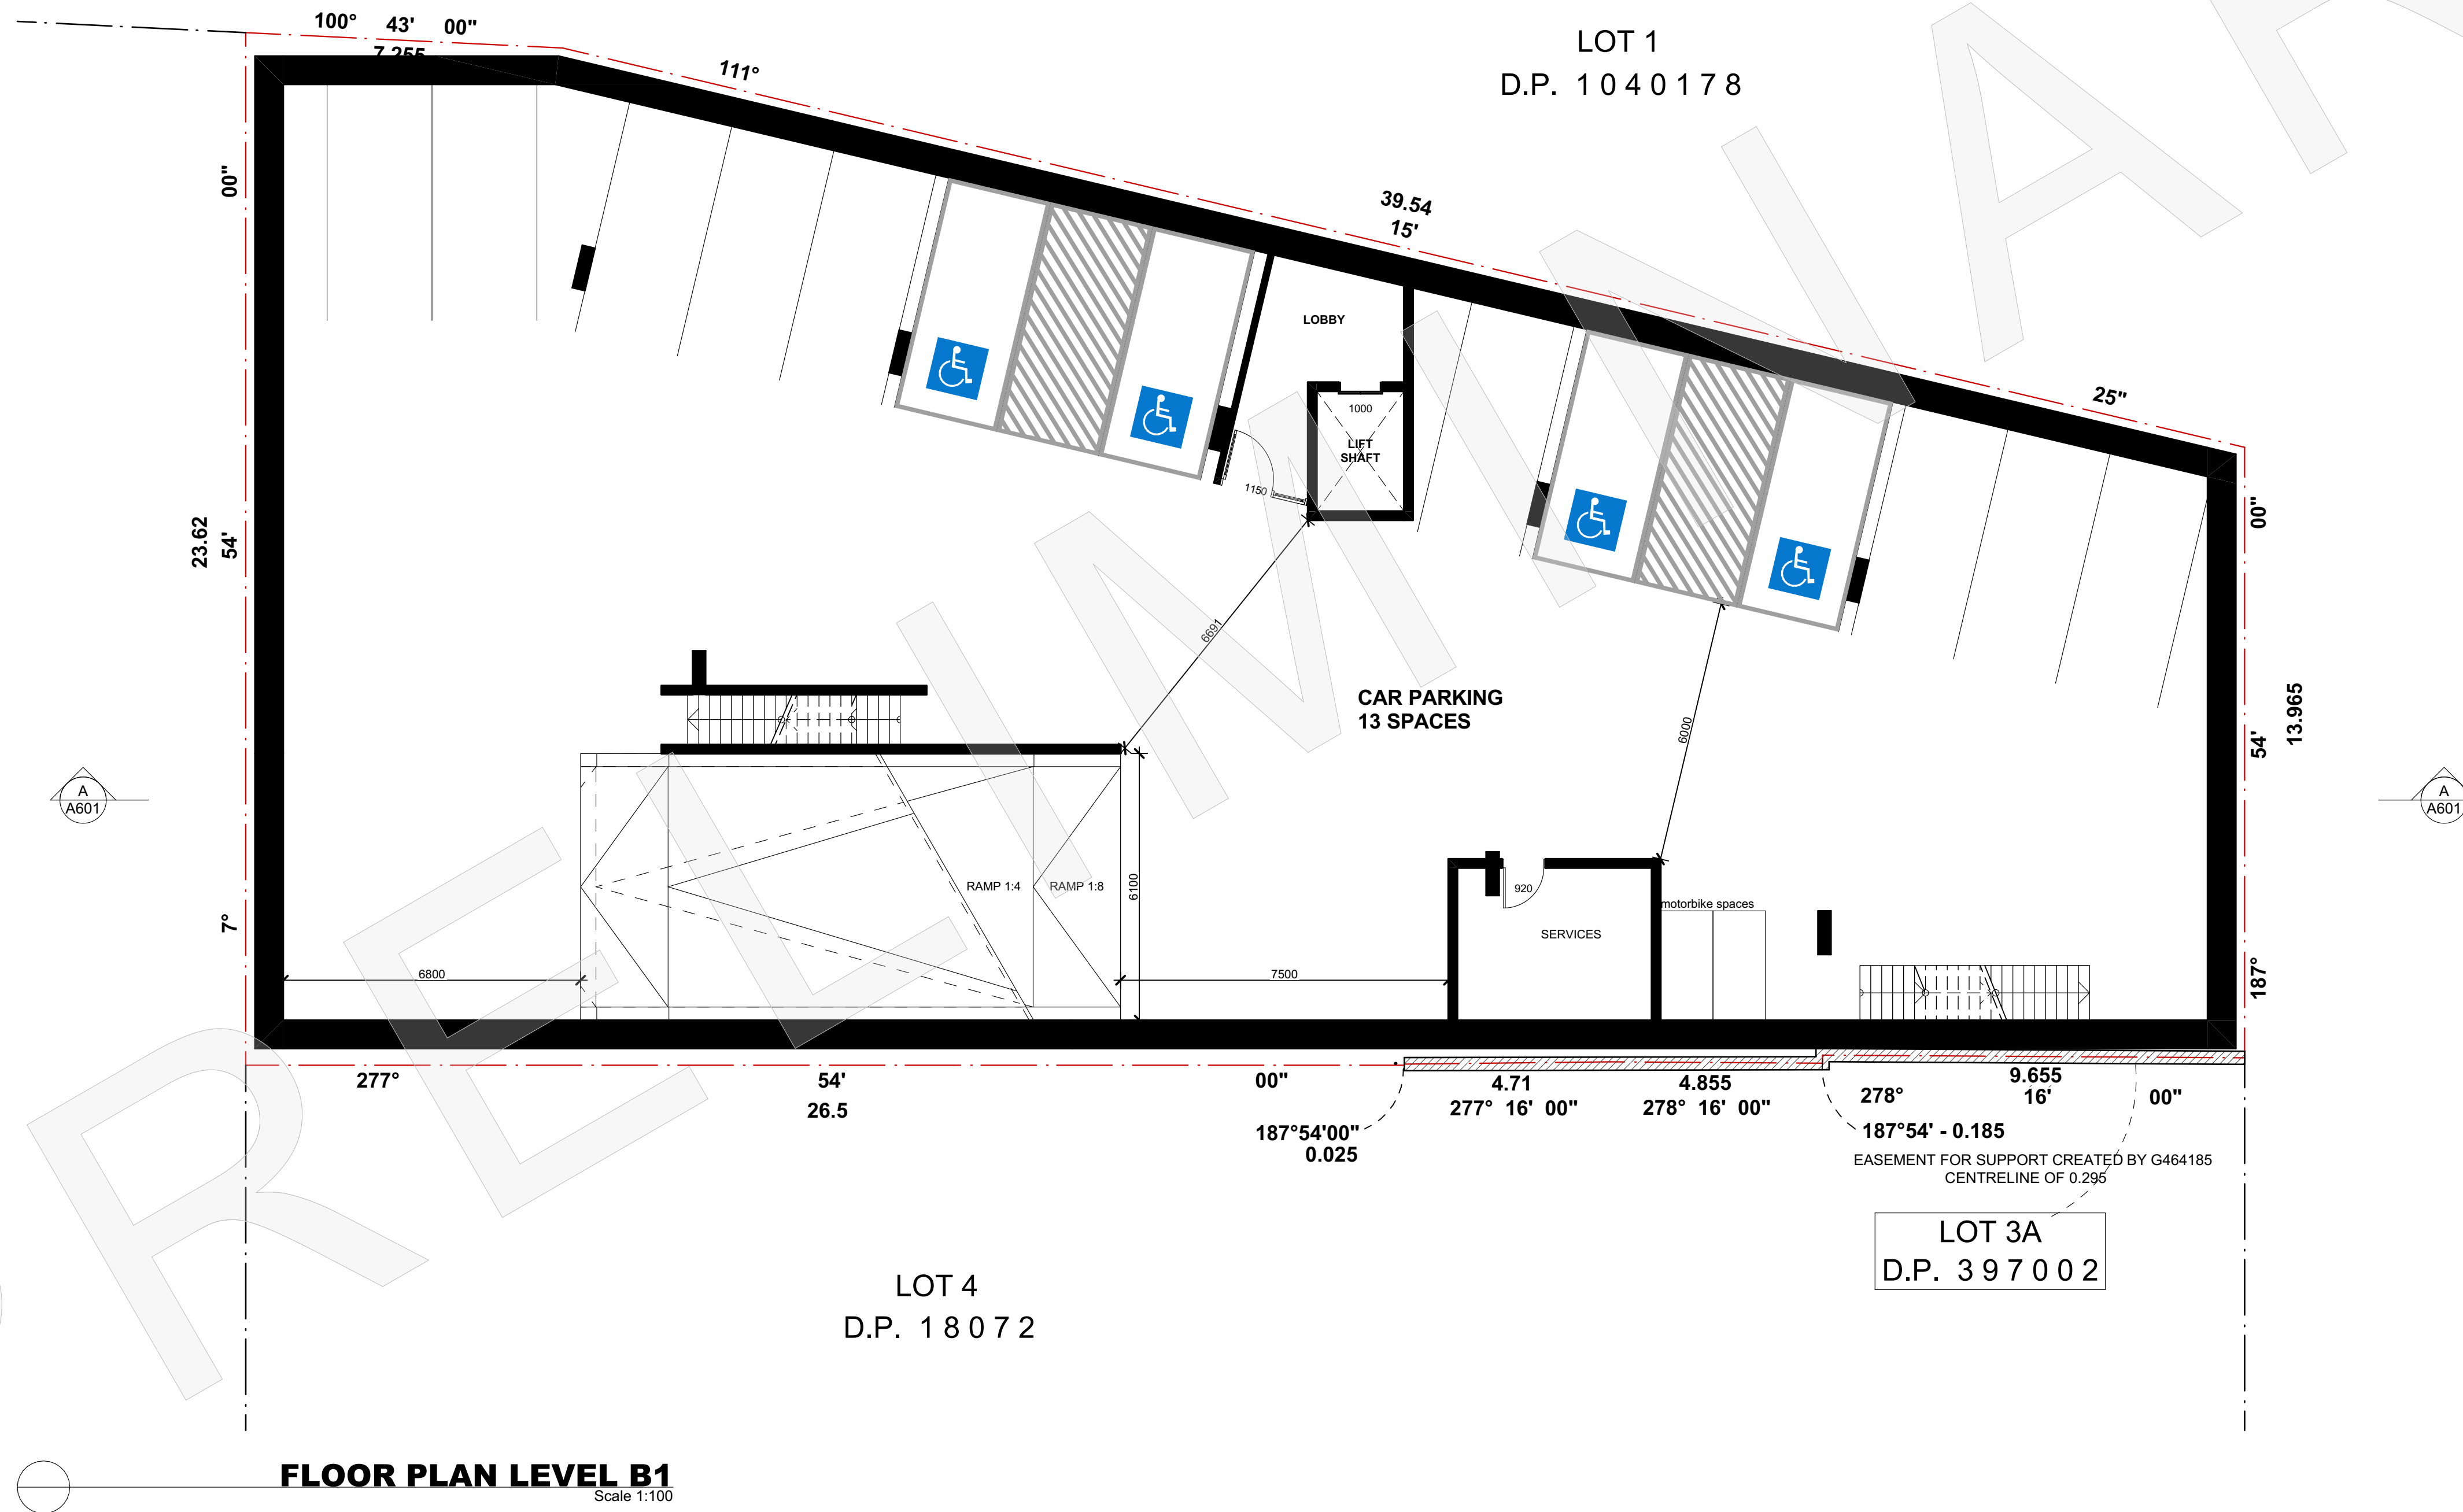 100° 43' 00"
7.255
111°
LOT 1
D.P. 1040178
39.54
15'
25"
00"
54'
23.62
7°
LOBBY
1000
LIFT
SHAFT
1150
6691
CAR PARKING
13 SPACES
6000
00"
54'
13.965
187°
A
A601
A
A601
RAMP 1:4
RAMP 1:8
6100
920
motorbike spaces
SERVICES
6800
7500
277° 54' 00"
26.5
4.71
277° 16' 00"
4.855
278° 16' 00"
9.655
278° 16' 00"
187°54'00"
0.025
187°54' - 0.185
EASEMENT FOR SUPPORT CREATED BY G464185
CENTRELINE OF 0.295
LOT 3A
D.P. 397002
LOT 4
D.P. 18072
FLOOR PLAN LEVEL B1
Scale 1:100